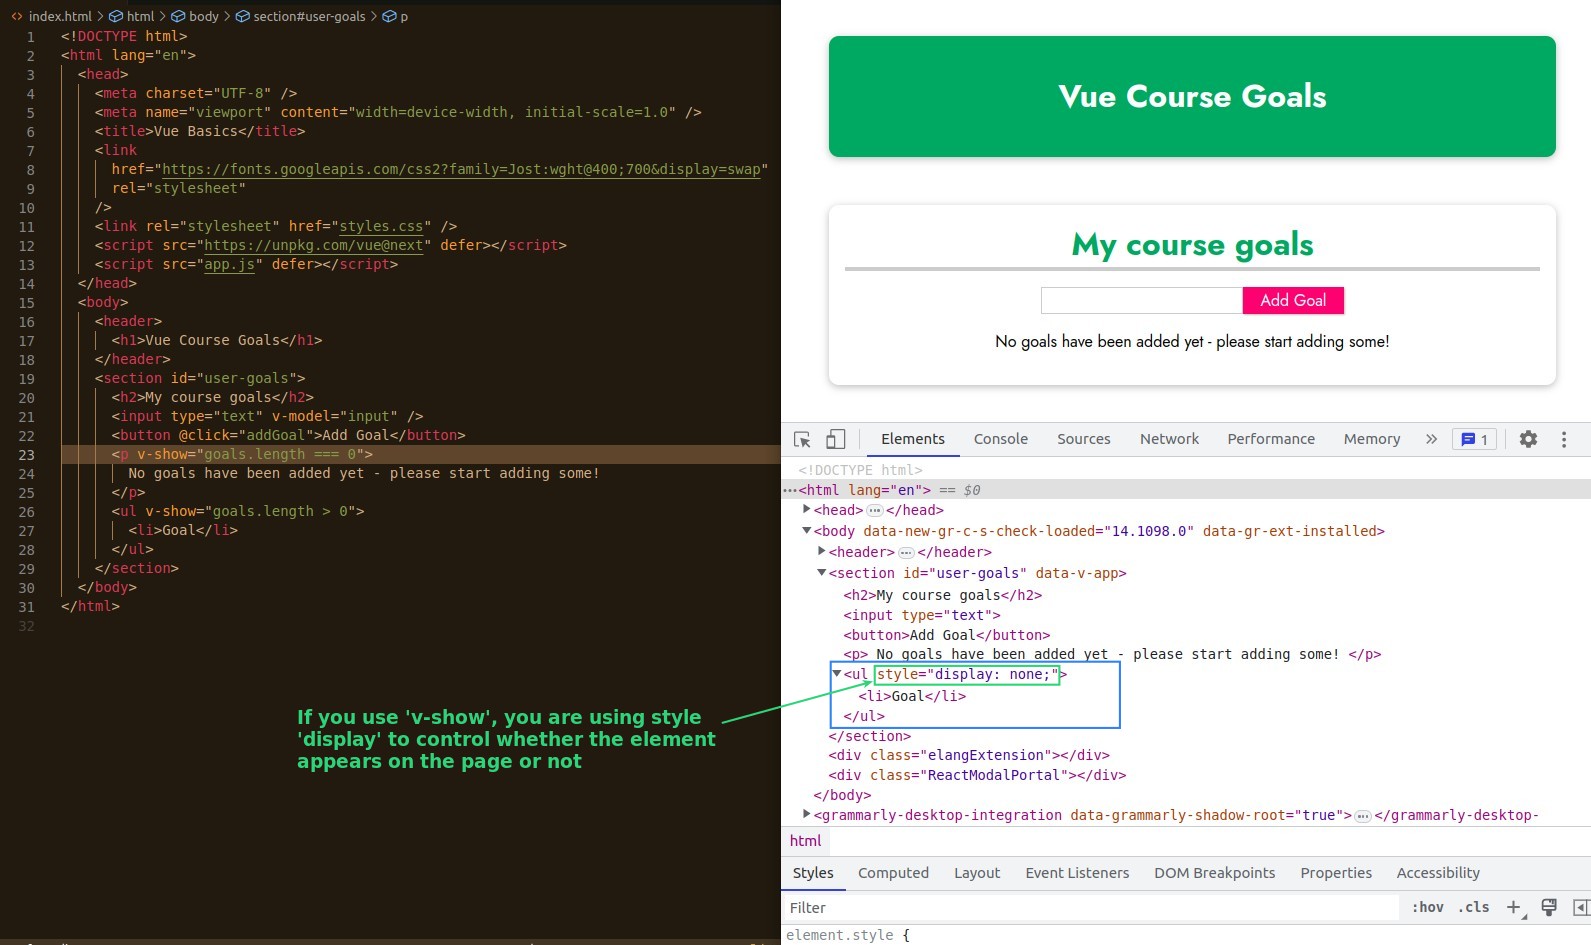 index.html > html > body > section#user-goals > p
1 <!DOCTYPE html>
2 <html lang="en">
3 <head>
4 <meta charset="UTF-8" />
5 <meta name="viewport" content="width=device-width, initial-scale=1.0" />
6 <title>Vue Basics</title>
7 <link
8 href="https://fonts.googleapis.com/css2?family=Jost:wght@400;700&display=swap"
9 rel="stylesheet"
10 />
11 <link rel="stylesheet" href="styles.css" />
12 <script src="https://unpkg.com/vue@next" defer></script>
13 <script src="app.js" defer></script>
14 </head>
15 <body>
16 <header>
17 <h1>Vue Course Goals</h1>
18 </header>
19 <section id="user-goals">
20 <h2>My course goals</h2>
21 <input type="text" v-model="input" />
22 <button @click="addGoal">Add Goal</button>
23 <p v-show="goals.length === 0">
24 No goals have been added yet - please start adding some!
25 </p>
26 <ul v-show="goals.length > 0">
27 <li>Goal</li>
28 </ul>
29 </section>
30 </body>
31 </html>
32
If you use 'v-show', you are using style
'display' to control whether the element
appears on the page or not
Vue Course Goals
My course goals
Add Goal
No goals have been added yet - please start adding some!
Elements Console Sources Network Performance Memory » 1
<!DOCTYPE html>
<html lang="en"> == $0
<head> </head>
<body data-new-gr-c-s-check-loaded="14.1098.0" data-gr-ext-installed>
<header> </header>
<section id="user-goals" data-v-app>
<h2>My course goals</h2>
<input type="text">
<button>Add Goal</button>
<p> No goals have been added yet - please start adding some! </p>
<ul style="display: none;">
<li>Goal</li>
</ul>
</section>
<div class="elangExtension"></div>
<div class="ReactModalPortal"></div>
</body>
<grammarly-desktop-integration data-grammarly-shadow-root="true"> </grammarly-desktop-
html
Styles Computed Layout Event Listeners DOM Breakpoints Properties Accessibility
Filter :hov .cls +
element.style {